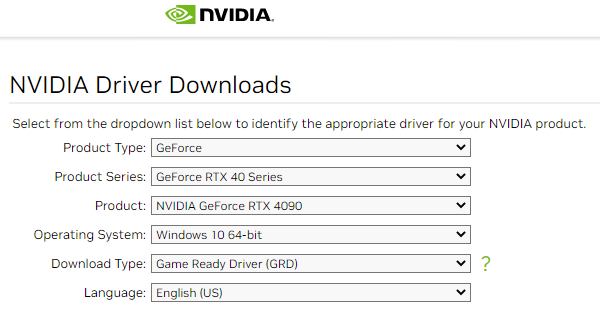 NVIDIA.
NVIDIA Driver Downloads
Select from the dropdown list below to identify the appropriate driver for your NVIDIA product.
Product Type: GeForce
Product Series: GeForce RTX 40 Series
Product: NVIDIA GeForce RTX 4090
Operating System: Windows 10 64-bit
Download Type: Game Ready Driver (GRD) ?
Language: English (US)